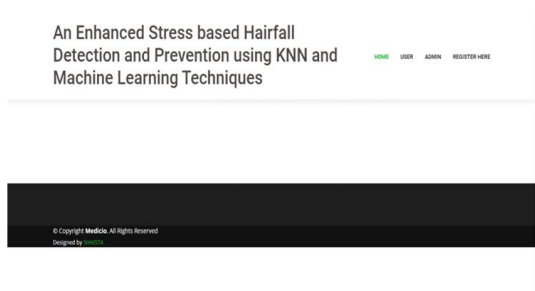 An Enhanced Stress based Hairfall
Detection and Prevention using KNN and
Machine Learning Techniques
HOME USER ADMIN REGISTER HERE
© Copyright Medicio. All Rights Reserved
Designed by SHAISTA